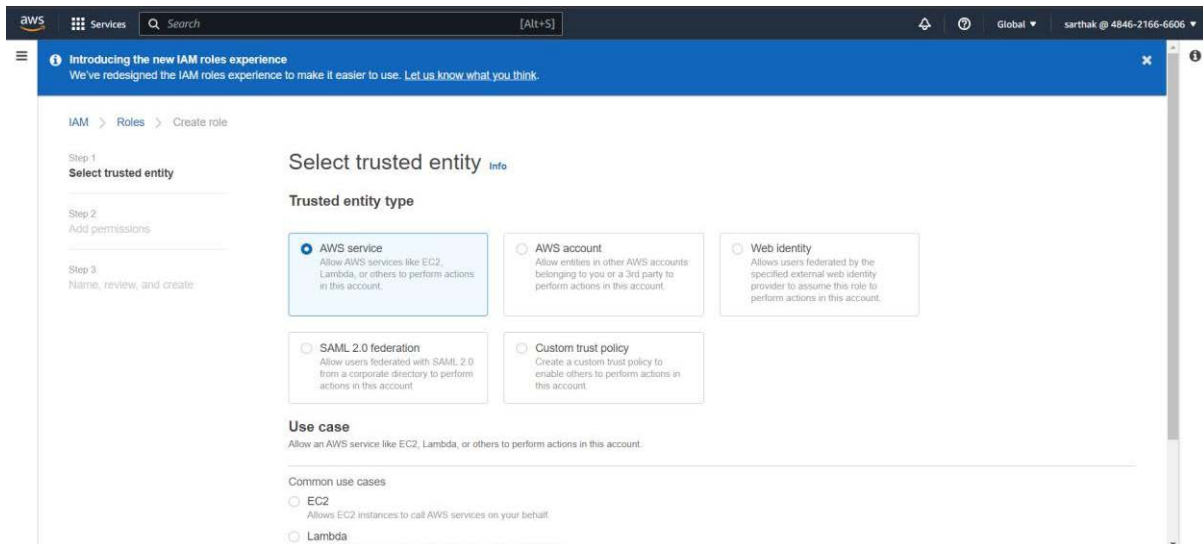 aws
Services
Search
[Alt+S]
Global
sarthak @ 4846-2166-6606
Introducing the new IAM roles experience
We've redesigned the IAM roles experience to make it easier to use. Let us know what you think.
IAM > Roles > Create role
Step 1
Select trusted entity
Step 2
Add permissions
Step 3
Name, review, and create
Select trusted entity Info
Trusted entity type
AWS service
Allow AWS services like EC2,
Lambda, or others to perform actions
in this account.
AWS account
Allow entities in other AWS accounts
belonging to you or a 3rd party to
perform actions in this account.
Web identity
Allows users federated by the
specified external web identity
provider to assume this role to
perform actions in this account.
SAML 2.0 federation
Allow users federated with SAML 2.0
from a corporate directory to perform
actions in this account.
Custom trust policy
Create a custom trust policy to
enable others to perform actions in
this account.
Use case
Allow an AWS service like EC2, Lambda, or others to perform actions in this account.
Common use cases
EC2
Allows EC2 instances to call AWS services on your behalf.
Lambda